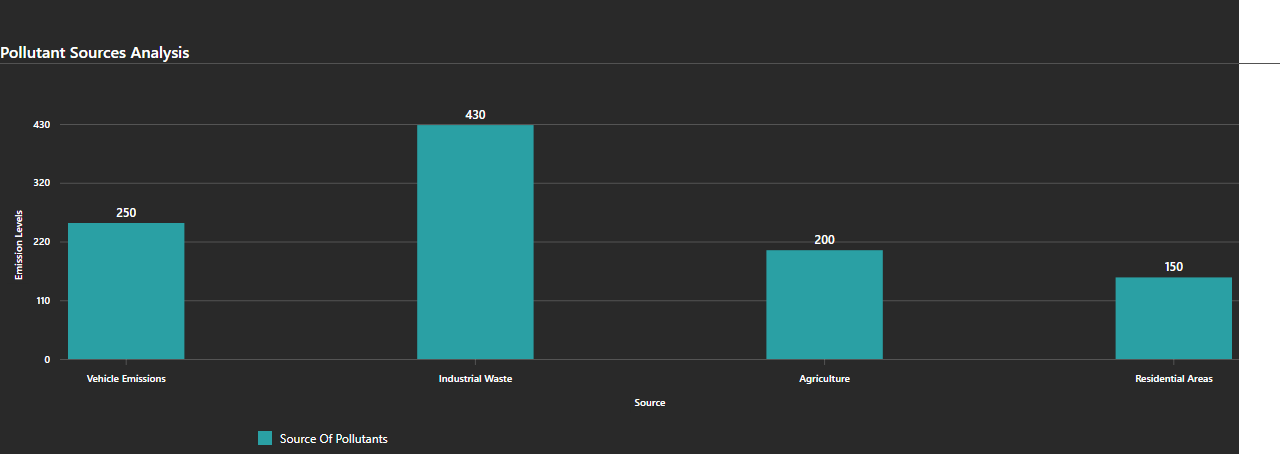 Pollutant Sources Analysis
430
430
320
250
220
200
150
110
0
Emission Levels
Vehicle Emissions
Industrial Waste
Agriculture
Residential Areas
Source
Source Of Pollutants